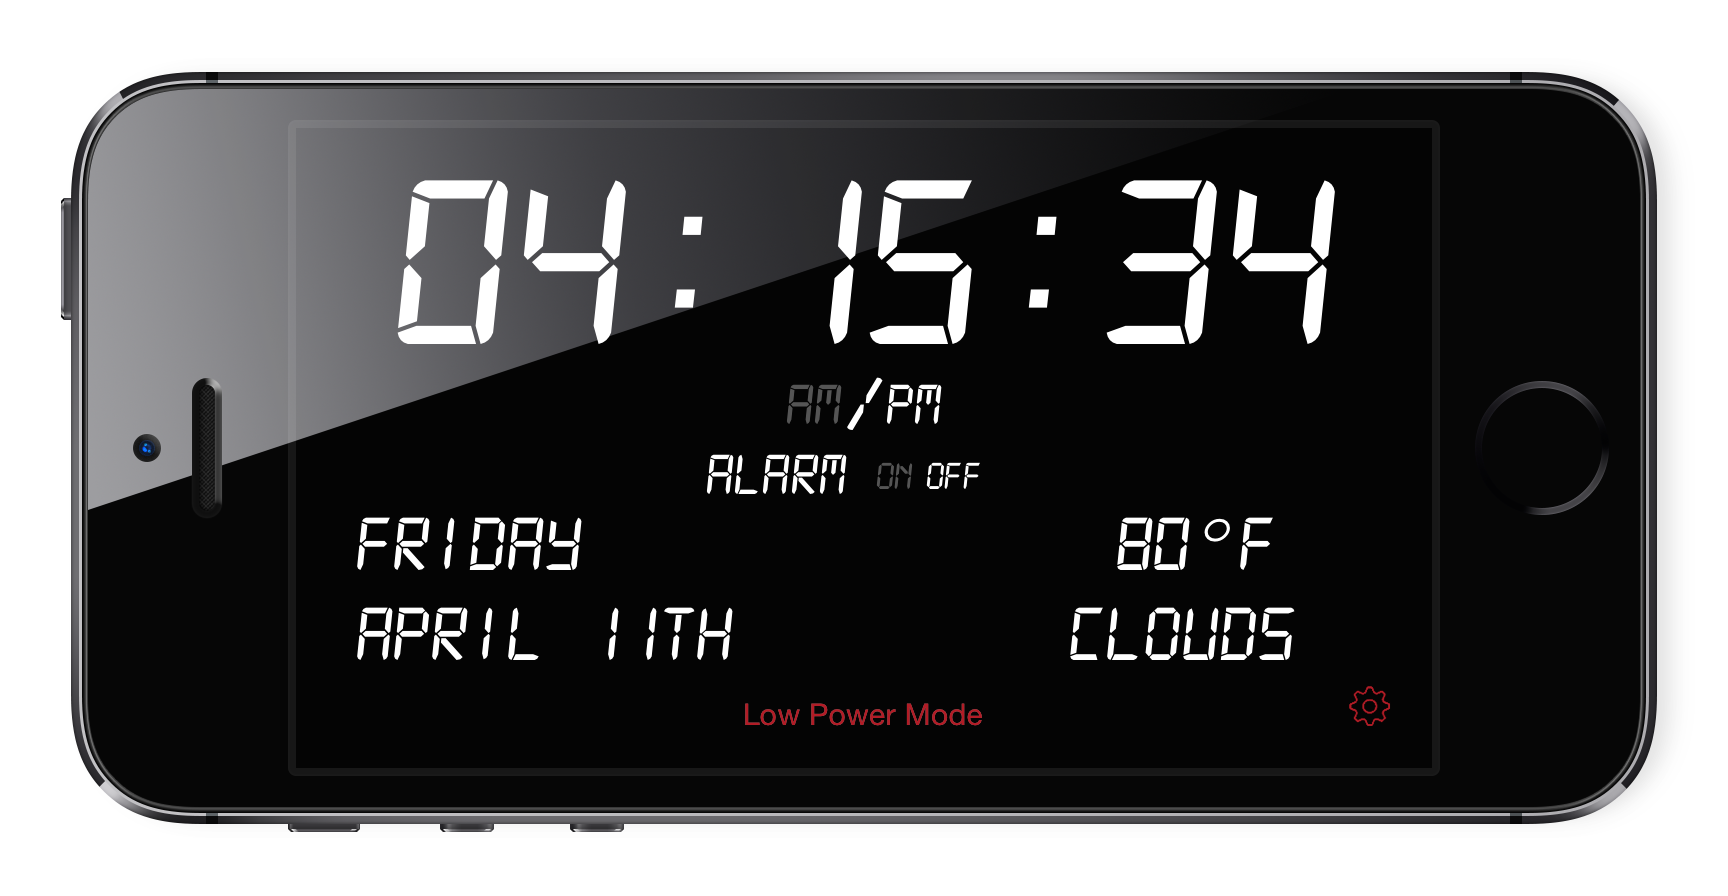 04:15:34
AM/PM
ALARM ON OFF
FRIDAY 80°F
APRIL 11TH CLOUDS
Low Power Mode